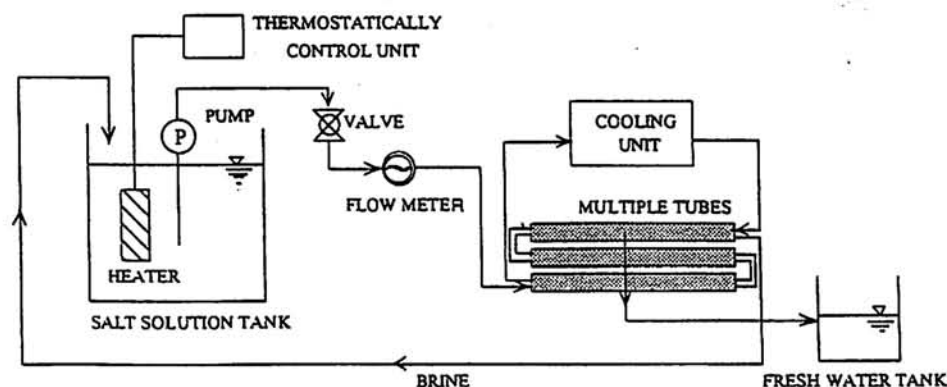 THERMOSTATICALLY
CONTROL UNIT
PUMP
P
VALVE
COOLING
UNIT
FLOW METER
MULTIPLE TUBES
HEATER
SALT SOLUTION TANK
BRINE
FRESH WATER TANK